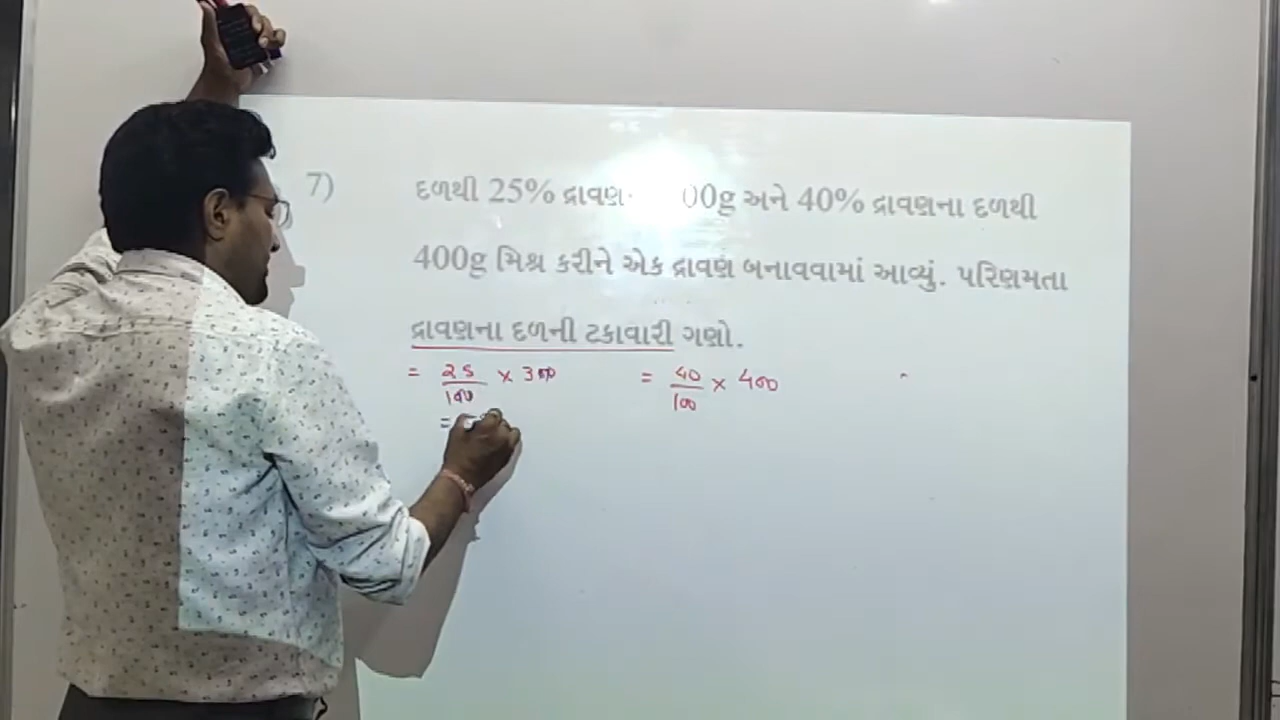 7) દળથી 25% દ્રાવણ 00g અને 40% દ્રાવણના દળથી
400g મિશ્ર કરીને એક દ્રાવણ બનાવવામાં આવ્યું. પરિણમતા
દ્રાવણના દળની ટકાવારી ગણો.
= 25/100 × 300 = 40/100 × 400
=